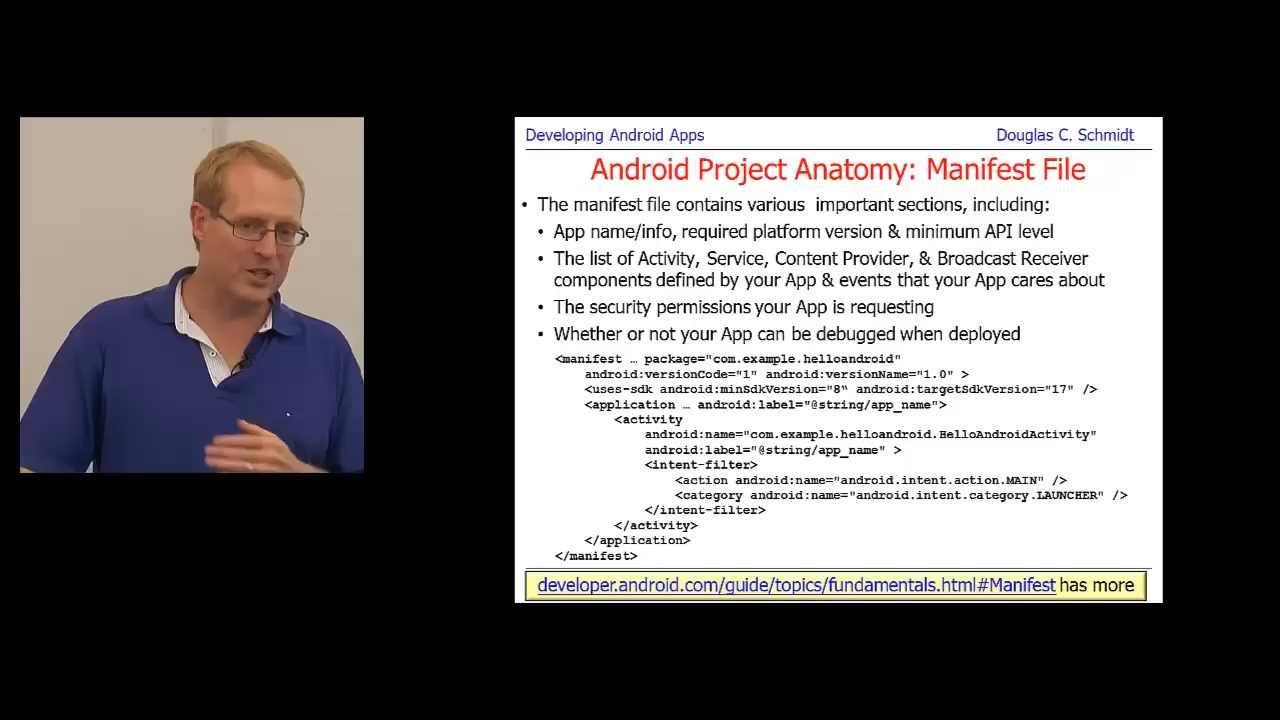 Developing Android Apps
Douglas C. Schmidt
Android Project Anatomy: Manifest File
• The manifest file contains various important sections, including:
• App name/info, required platform version & minimum API level
• The list of Activity, Service, Content Provider, & Broadcast Receiver
components defined by your App & events that your App cares about
• The security permissions your App is requesting
• Whether or not your App can be debugged when deployed
<manifest … package="com.example.helloandroid"
android:versionCode="1" android:versionName="1.0" >
<uses-sdk android:minSdkVersion="8" android:targetSdkVersion="17" />
<application … android:label="@string/app_name">
<activity
android:name="com.example.helloandroid.HelloAndroidActivity"
android:label="@string/app_name" >
<intent-filter>
<action android:name="android.intent.action.MAIN" />
<category android:name="android.intent.category.LAUNCHER" />
</intent-filter>
</activity>
</application>
</manifest>
developer.android.com/guide/topics/fundamentals.html#Manifest has more